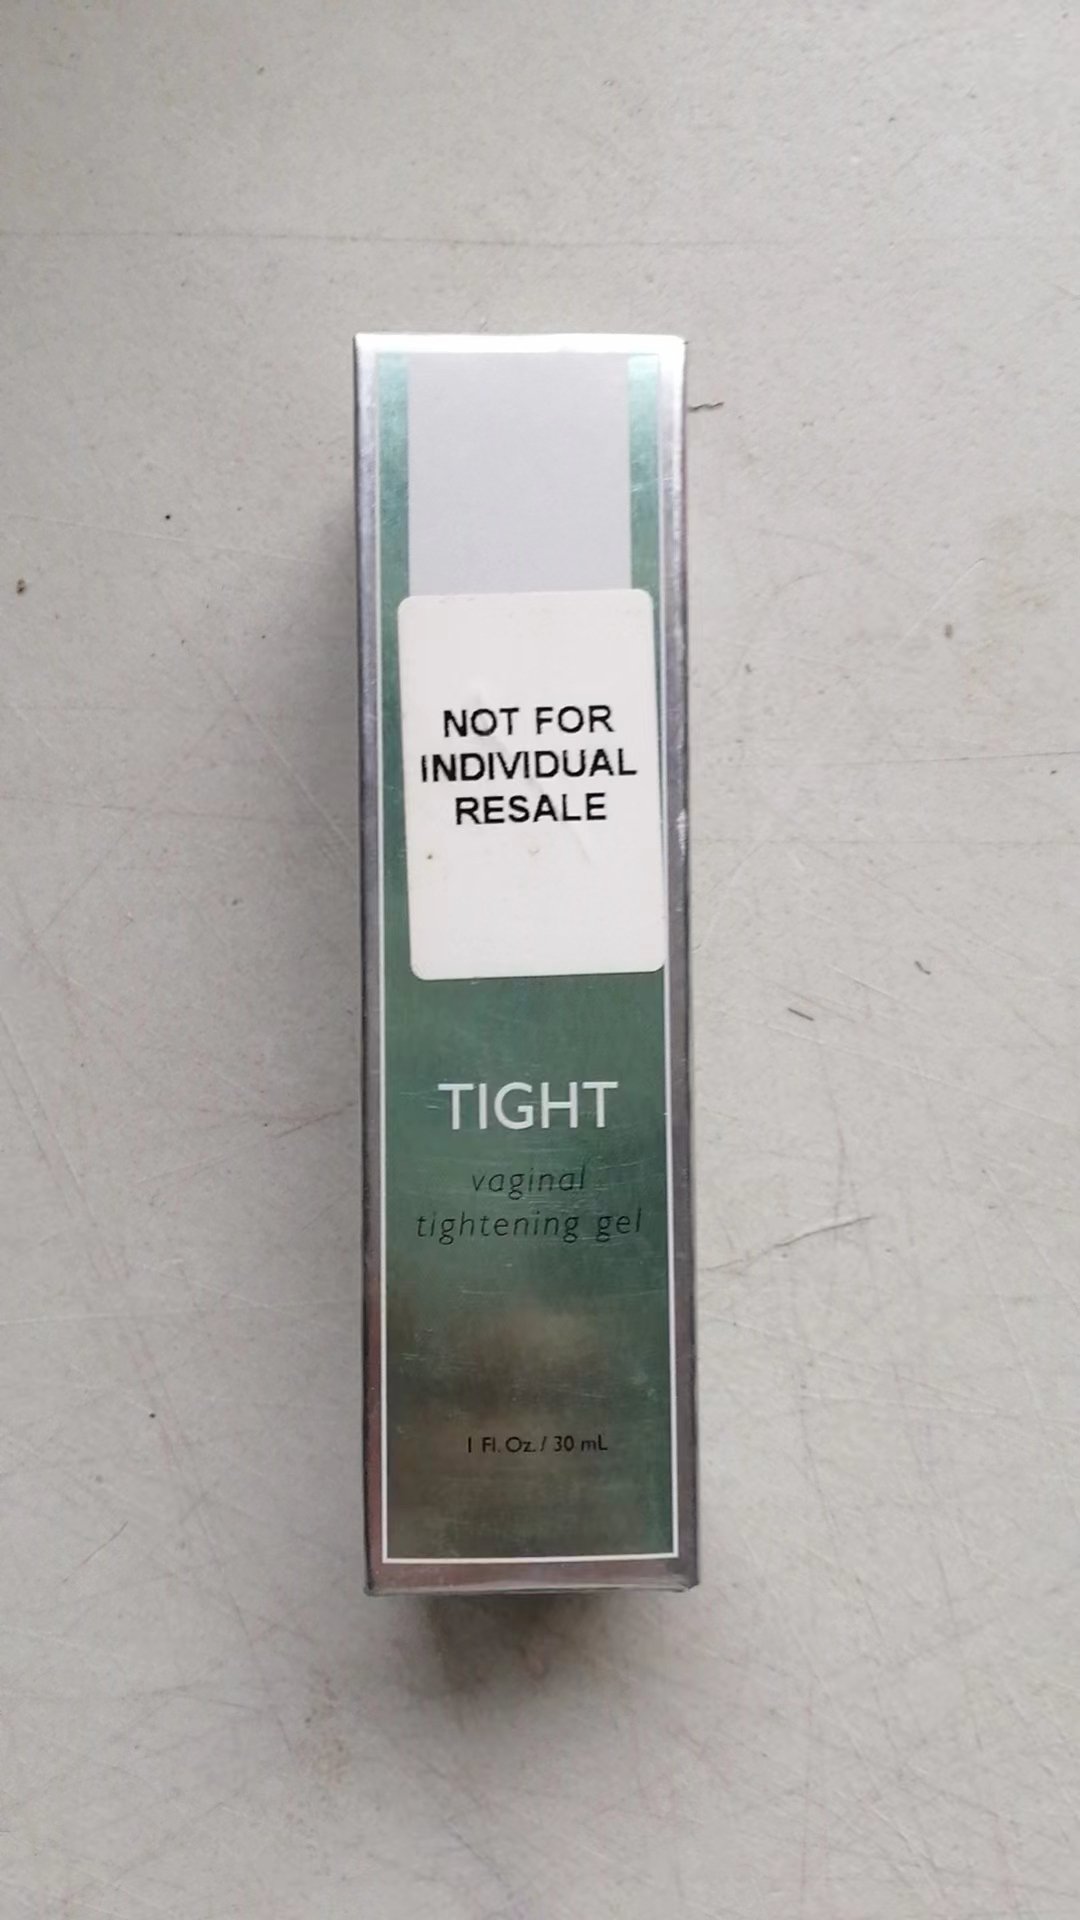 NOT FOR
INDIVIDUAL
RESALE
TIGHT
vaginal
tightening gel
1 Fl. Oz. / 30 mL